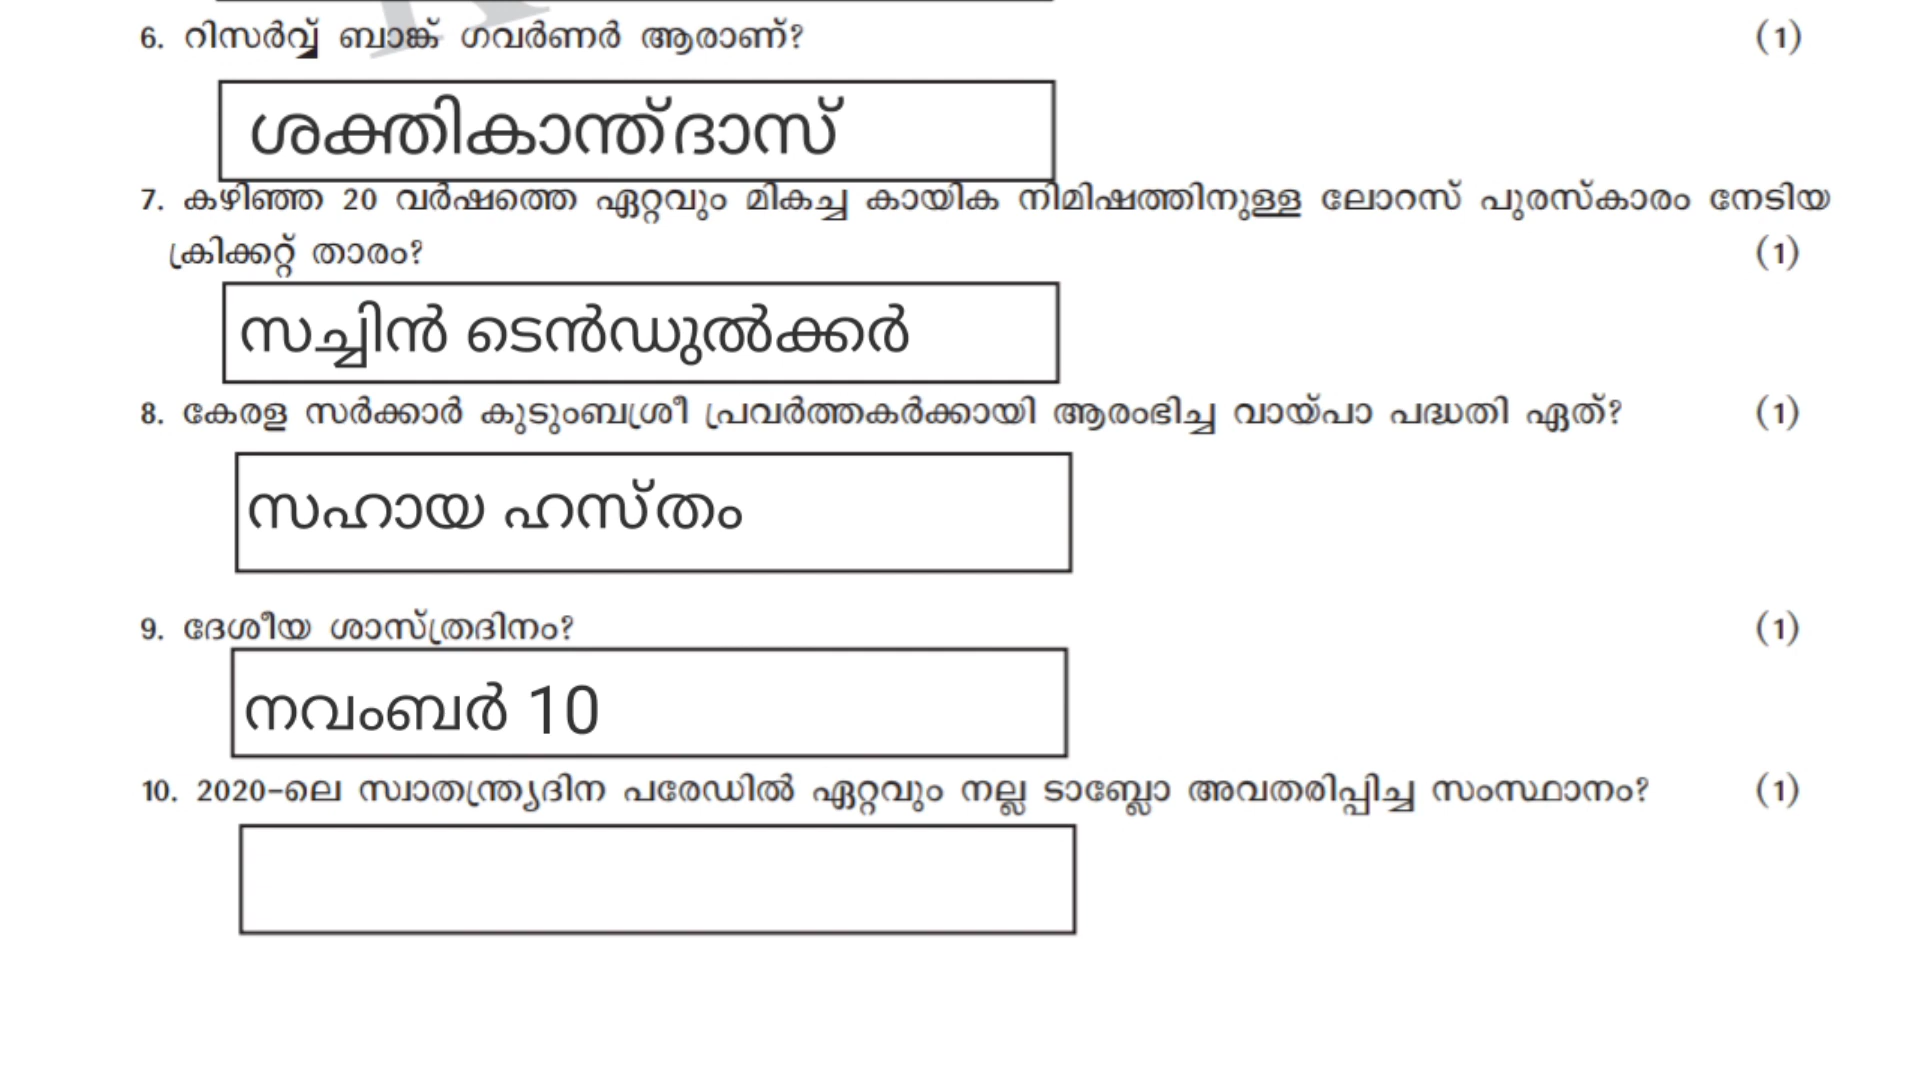 6. റിസർവ്വ് ബാങ്ക് ഗവർണർ ആരാണ്? (1)
ശക്തികാന്ത്ദാസ്
7. കഴിഞ്ഞ 20 വർഷത്തെ ഏറ്റവും മികച്ച കായിക നിമിഷത്തിനുള്ള ലോറസ് പുരസ്കാരം നേടിയ
ക്രിക്കറ്റ് താരം? (1)
സച്ചിൻ ടെൻഡുൽക്കർ
8. കേരള സർക്കാർ കുടുംബശ്രീ പ്രവർത്തകർക്കായി ആരംഭിച്ച വായ്പാ പദ്ധതി ഏത്? (1)
സഹായ ഹസ്തം
9. ദേശീയ ശാസ്ത്രദിനം? (1)
നവംബർ 10
10. 2020-ലെ സ്വാതന്ത്ര്യദിന പരേഡിൽ ഏറ്റവും നല്ല ടാബ്ലോ അവതരിപ്പിച്ച സംസ്ഥാനം? (1)